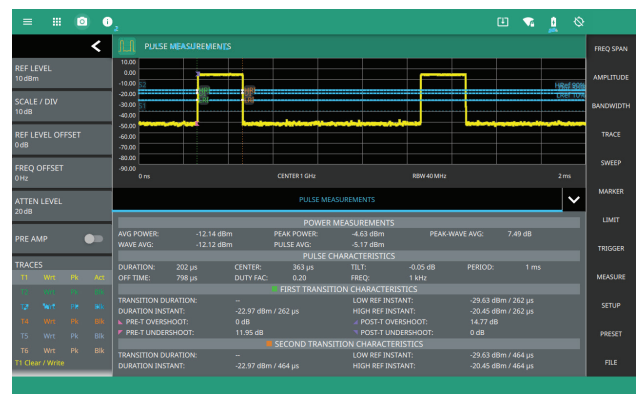 PULSE MEASUREMENTS
REF LEVEL
10 dBm
SCALE / DIV
10 dB
REF LEVEL OFFSET
0 dB
FREQ OFFSET
0 Hz
ATTEN LEVEL
20 dB
PRE AMP
TRACES
T1 Wrt Pk Act
T2 Wrt Pk Blk
T4 Wrt Pk Blk
T5 Wrt Pk Blk
T6 Wrt Pk Blk
T1 Clear / Write
10.00
0.00
-10.00
-20.00
-30.00
-40.00
-50.00
-60.00
-70.00
-80.00
-90.00
0 ns CENTER 1 GHz RBW 40 MHz 2 ms
PULSE MEASUREMENTS
POWER MEASUREMENTS
AVG POWER: -12.14 dBm PEAK POWER: -4.63 dBm PEAK-WAVE AVG: 7.49 dB
WAVE AVG: -12.12 dBm PULSE AVG: -5.17 dBm
PULSE CHARACTERISTICS
DURATION: 202 µs CENTER: 363 µs TILT: -0.05 dB PERIOD: 1 ms
OFF TIME: 798 µs DUTY FAC: 0.20 FREQ: 1 kHz
FIRST TRANSITION CHARACTERISTICS
TRANSITION DURATION: -- LOW REF INSTANT: -29.63 dBm / 262 µs
DURATION INSTANT: -22.97 dBm / 262 µs HIGH REF INSTANT: -20.45 dBm / 262 µs
PRE-T OVERSHOOT: 0 dB POST-T OVERSHOOT: 14.77 dB
PRE-T UNDERSHOOT: 11.95 dB POST-T UNDERSHOOT: 0 dB
SECOND TRANSITION CHARACTERISTICS
TRANSITION DURATION: -- LOW REF INSTANT: -29.63 dBm / 464 µs
DURATION INSTANT: -22.97 dBm / 464 µs HIGH REF INSTANT: -20.45 dBm / 464 µs
FREQ SPAN
AMPLITUDE
BANDWIDTH
TRACE
SWEEP
MARKER
LIMIT
TRIGGER
MEASURE
SETUP
PRESET
FILE